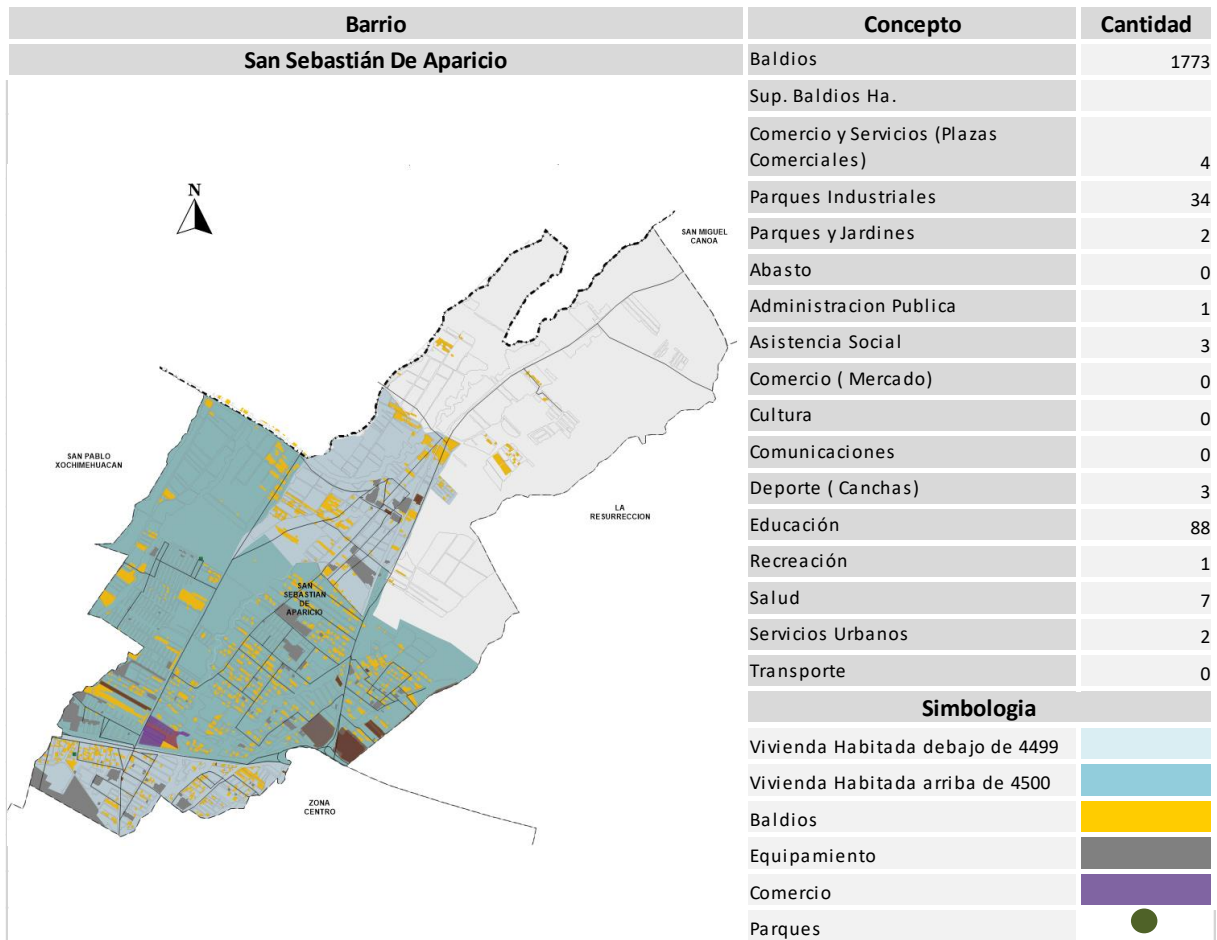 Barrio
Concepto
Cantidad
San Sebastián De Aparicio
Baldios
1773
Sup. Baldios Ha.
Comercio y Servicios (Plazas
Comerciales)
4
Parques Industriales
34
Parques y Jardines
2
Abasto
0
Administracion Publica
1
Asistencia Social
3
Comercio ( Mercado)
0
Cultura
0
Comunicaciones
0
Deporte ( Canchas)
3
Educación
88
Recreación
1
Salud
7
Servicios Urbanos
2
Transporte
0
Simbologia
Vivienda Habitada debajo de 4499
Vivienda Habitada arriba de 4500
Baldios
Equipamiento
Comercio
Parques
N
SAN MIGUEL
CANOA
SAN PABLO
XOCHIMEHUACAN
LA
RESURRECCION
SAN
SEBASTIAN
DE
APARICIO
ZONA
CENTRO